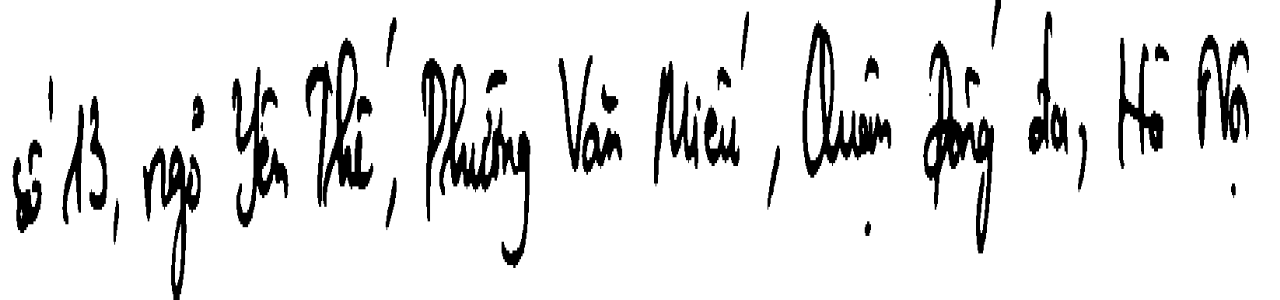 số 13, ngõ Yên Thế, Phường Văn Miếu, Quận Đống đa, Hà Nội